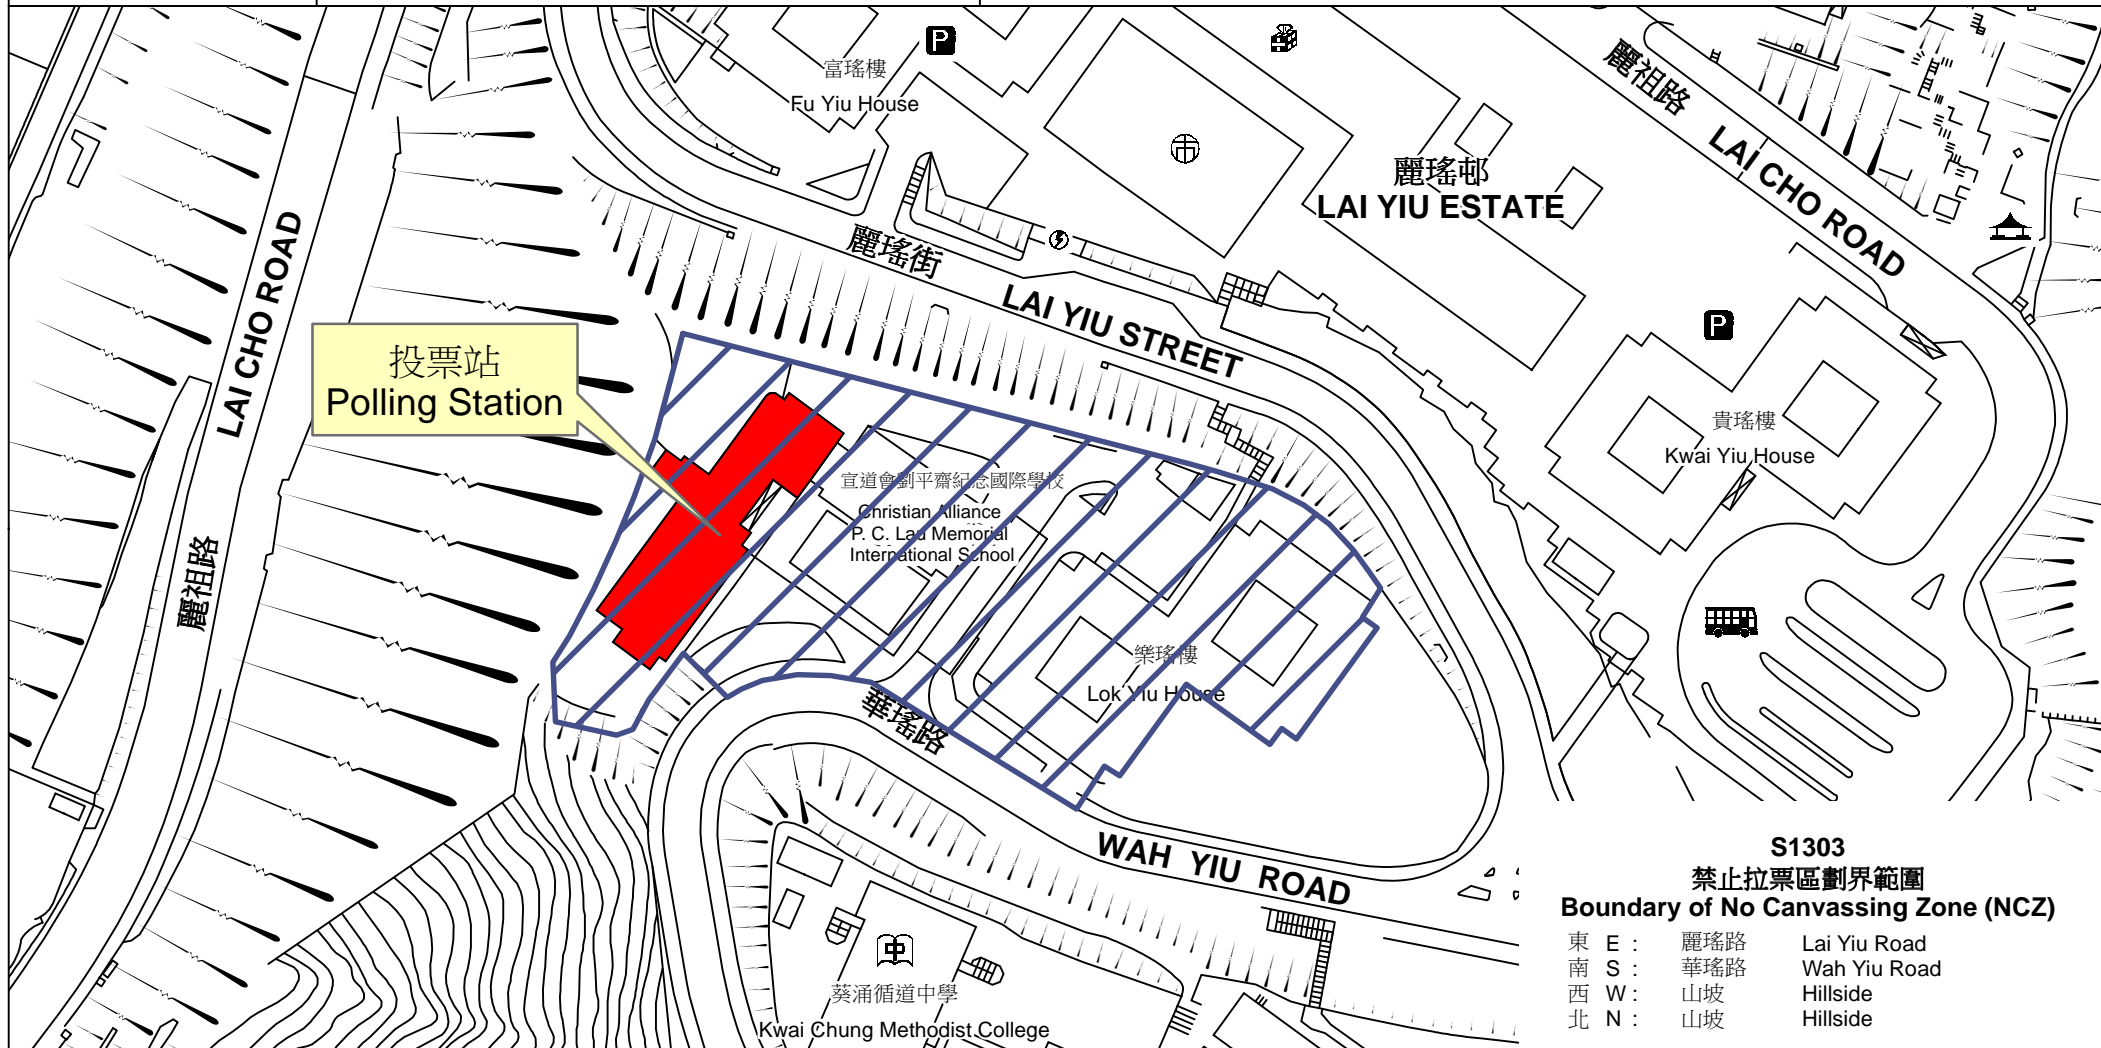 P
富瑤樓
Fu Yiu House
市
麗瑤邨
LAI YIU ESTATE
麗祖路
LAI CHO ROAD
麗瑤街
LAI YIU STREET
LAI CHO ROAD
麗祖路
投票站
Polling Station
P
貴瑤樓
Kwai Yiu House
宣道會劉平齋紀念國際學校
Christian Alliance
P. C. Lau Memorial
International School
樂瑤樓
Lok Yiu House
華瑤路
WAH YIU ROAD
中
葵涌循道中學
Kwai Chung Methodist College
S1303
禁止拉票區劃界範圍
Boundary of No Canvassing Zone (NCZ)
東 E : 麗瑤路 Lai Yiu Road
南 S : 華瑤路 Wah Yiu Road
西 W : 山坡 Hillside
北 N : 山坡 Hillside